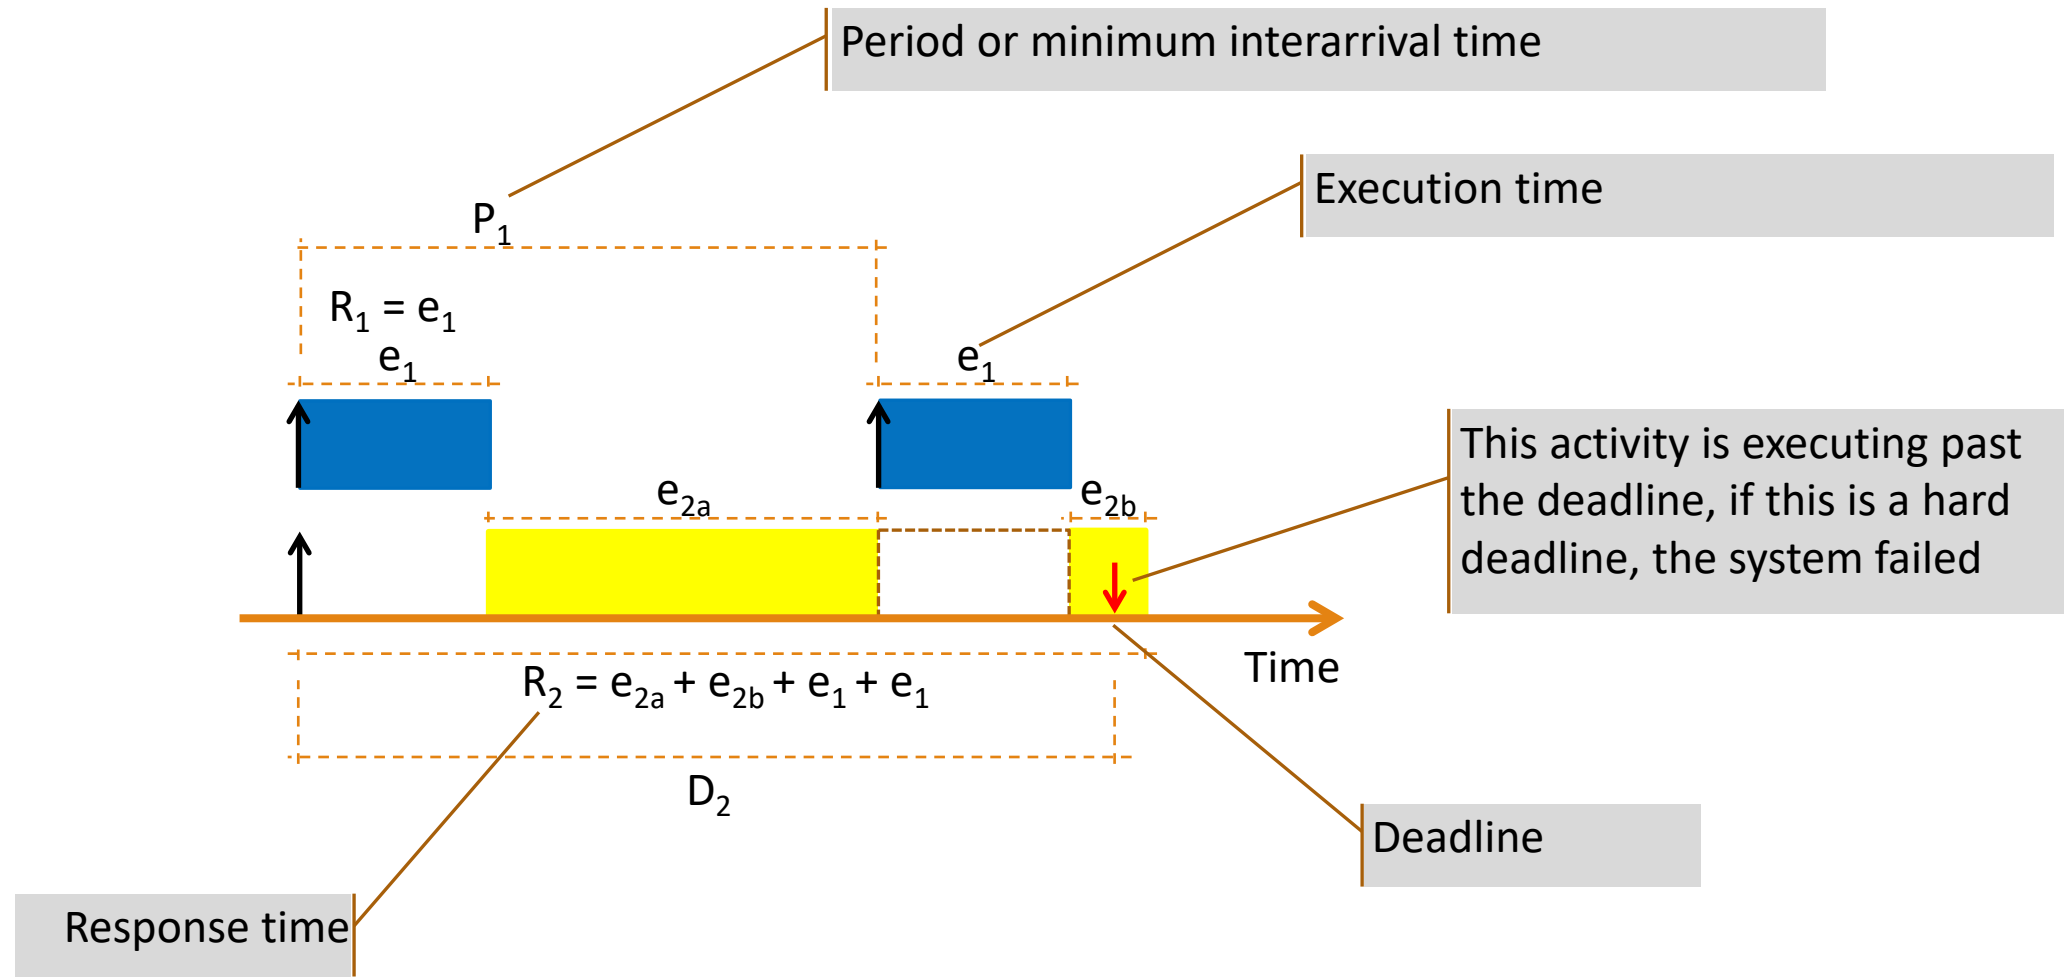 Period or minimum interarrival time
Execution time
P₁
R₁ = e₁
e₁
e₁
This activity is executing past
the deadline, if this is a hard
deadline, the system failed
e₂ₐ
e₂b
Time
R₂ = e₂ₐ + e₂b + e₁ + e₁
D₂
Deadline
Response time